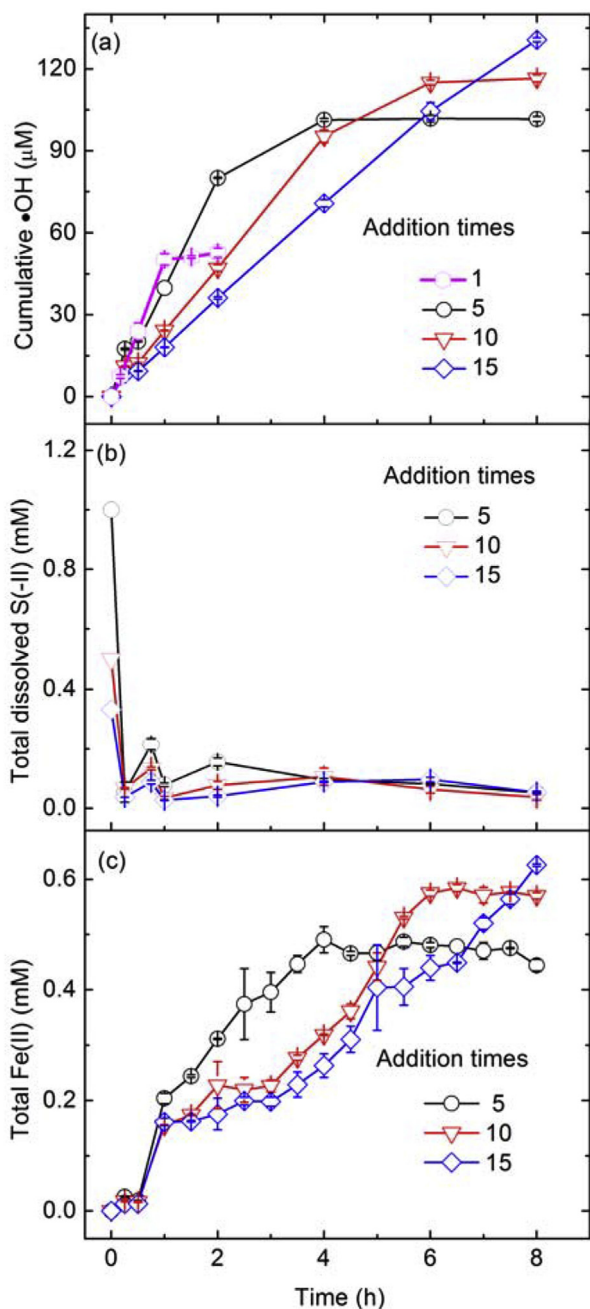 (a)
120
90
60
30
0
Cumulative •OH (μM)
Addition times
1
5
10
15
(b)
1.2
0.8
0.4
0.0
Total dissolved S(-II) (mM)
Addition times
5
10
15
(c)
0.6
0.4
0.2
0.0
Total Fe(II) (mM)
Addition times
5
10
15
0 2 4 6 8
Time (h)